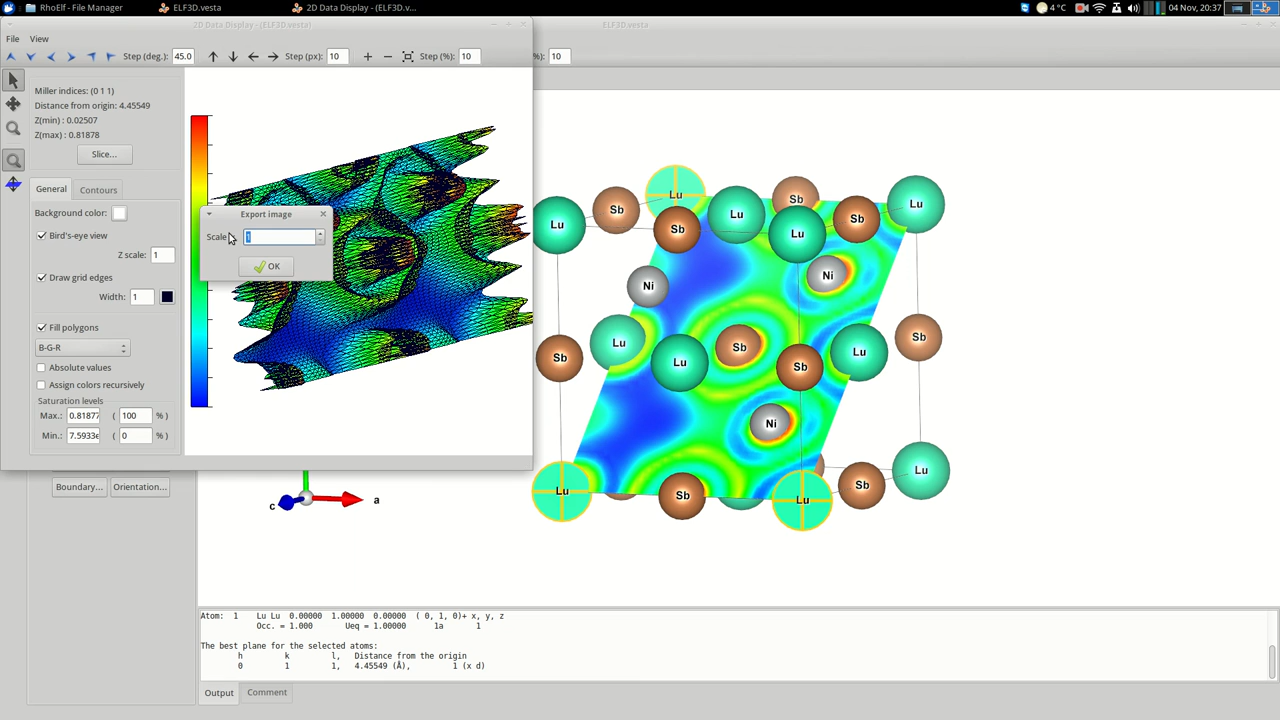 RhoElf - File Manager
ELF3D.vesta
2D Data Display - (ELF3D.v...
4 °C
04 Nov, 20:37
2D Data Display - (ELF3D.vesta)
ELF3D.vesta
File View
Step (deg.): 45.0
Step (px): 10
Step (%): 10
%): 10
Miller indices: (0 1 1)
Distance from origin: 4.45549
Z(min) : 0.02507
Z(max) : 0.81878
Slice...
General Contours
Background color:
Bird's-eye view
Z scale: 1
Draw grid edges
Width: 1
Fill polygons
B-G-R
Absolute values
Assign colors recursively
Saturation levels
Max.: 0.81877 ( 100 % )
Min.: 7.5933e ( 0 % )
Export image
Scale 1
OK
Lu
Sb
Lu
Sb
Lu
Lu
Sb
Sb
Lu
Lu
Ni
Ni
Sb
Lu
Lu
Sb
Sb
Lu
Sb
Ni
Lu
Sb
Lu
Sb
Lu
Boundary... Orientation...
c
a
Atom: 1 Lu Lu 0.00000 1.00000 0.00000 ( 0, 1, 0)+ x, y, z
Occ. = 1.000 Ueq = 1.00000 1a 1
The best plane for the selected atoms:
h k l, Distance from the origin
0 1 1, 4.45549 (Å), 1 (x d)
Output Comment